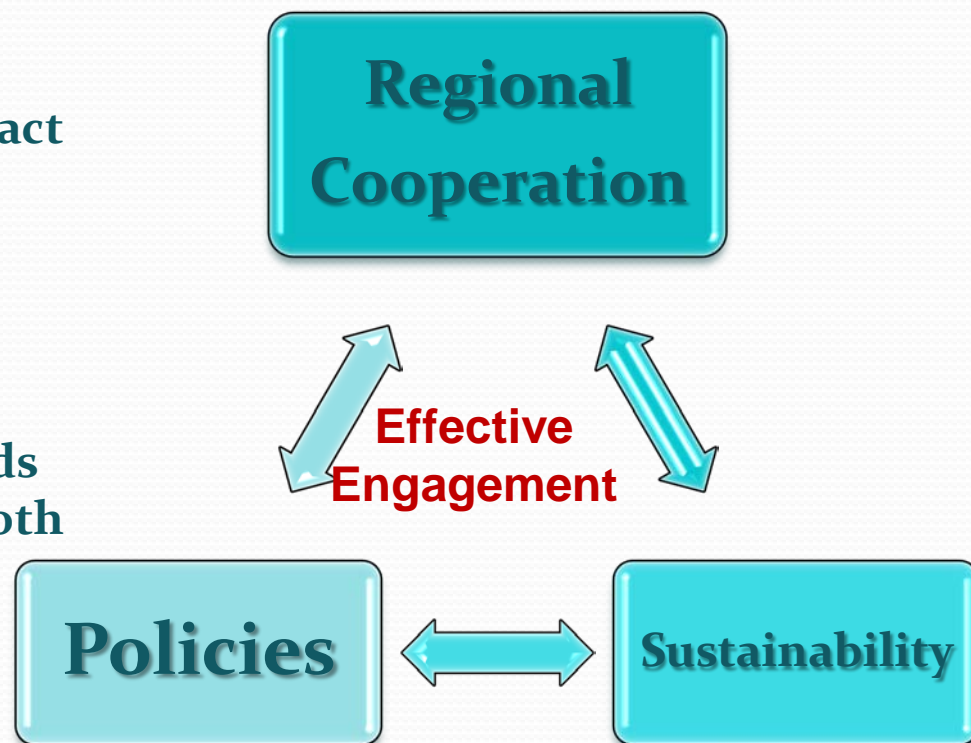 act
ds
oth
Regional
Cooperation
Effective
Engagement
Policies
Sustainability